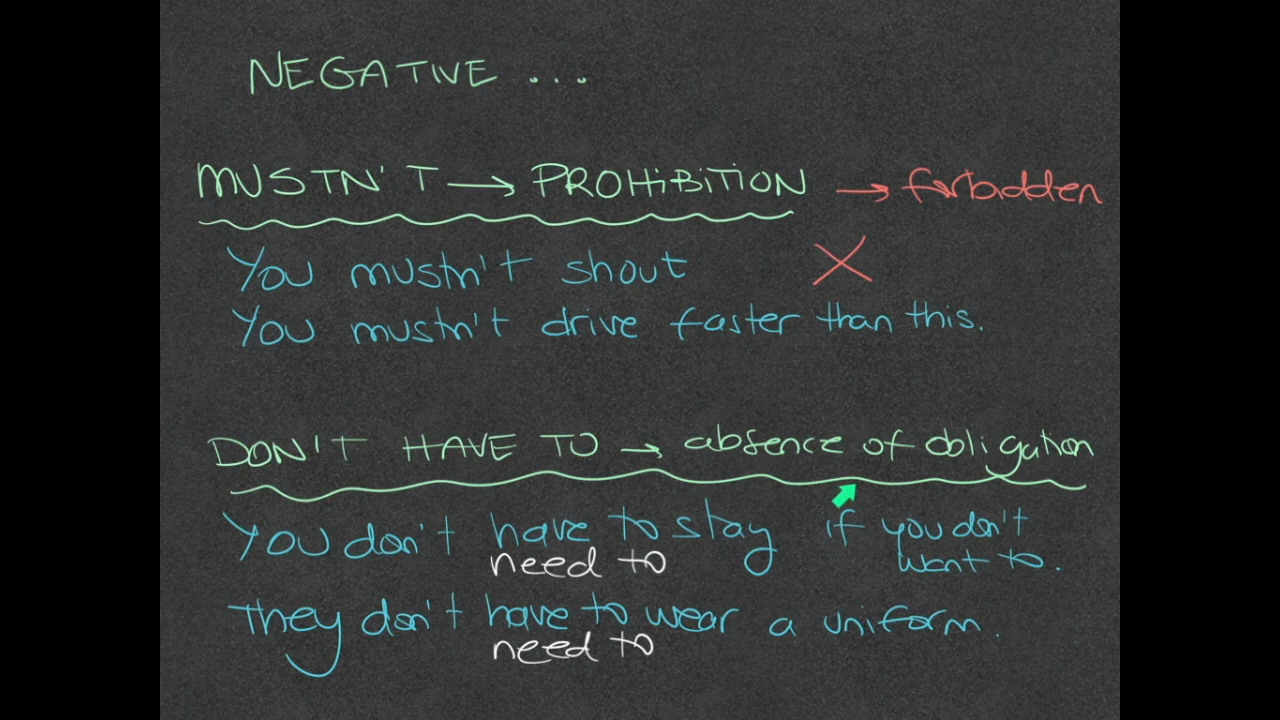 NEGATIVE ...
MUSTN'T → PROHIBITION → forbidden
You mustn't shout
You mustn't drive faster than this.
DON'T HAVE TO → absence of obligation
You don't have to stay if you don't
need to want to.
They don't have to wear a uniform.
need to